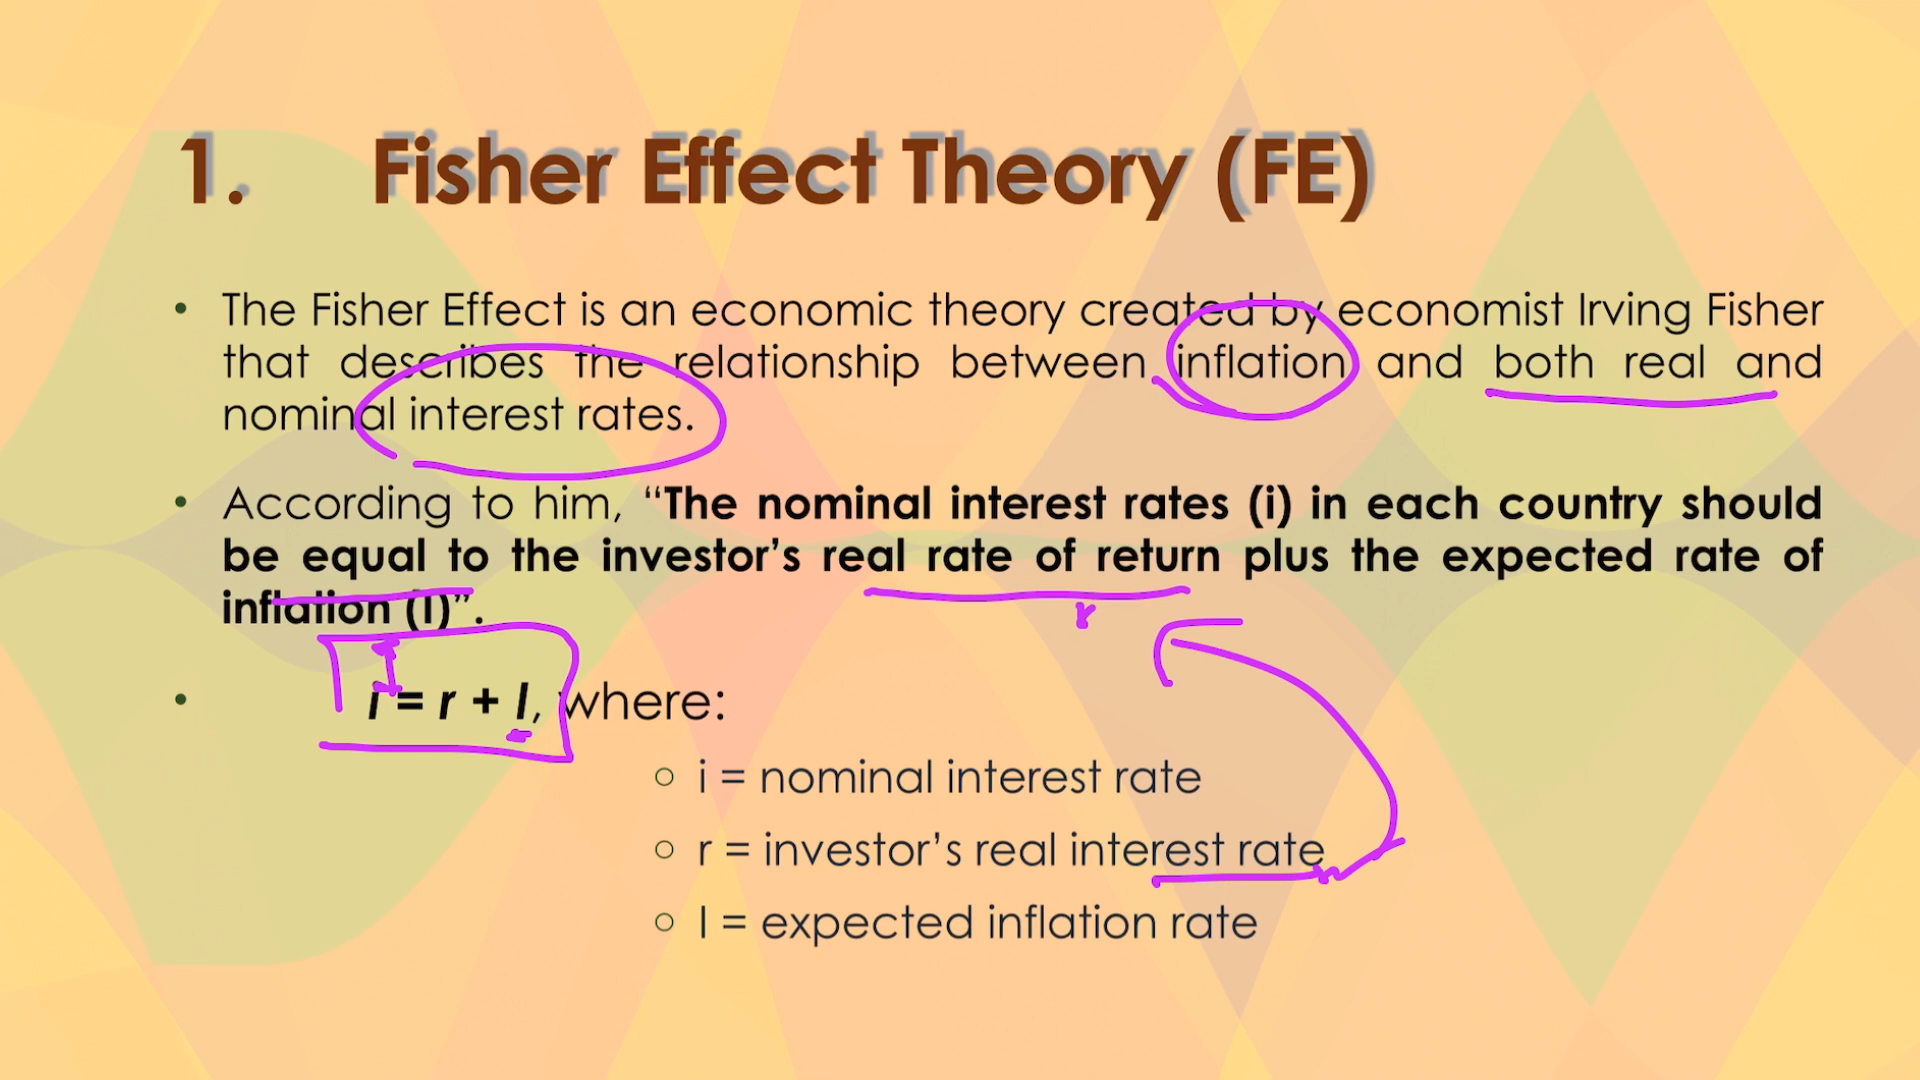 1. Fisher Effect Theory (FE)
• The Fisher Effect is an economic theory created by economist Irving Fisher
that describes the relationship between inflation and both real and
nominal interest rates.
• According to him, “The nominal interest rates (i) in each country should
be equal to the investor’s real rate of return plus the expected rate of
inflation (I)”.
r
• i = r + I, where:
○ i = nominal interest rate
○ r = investor’s real interest rate
○ I = expected inflation rate